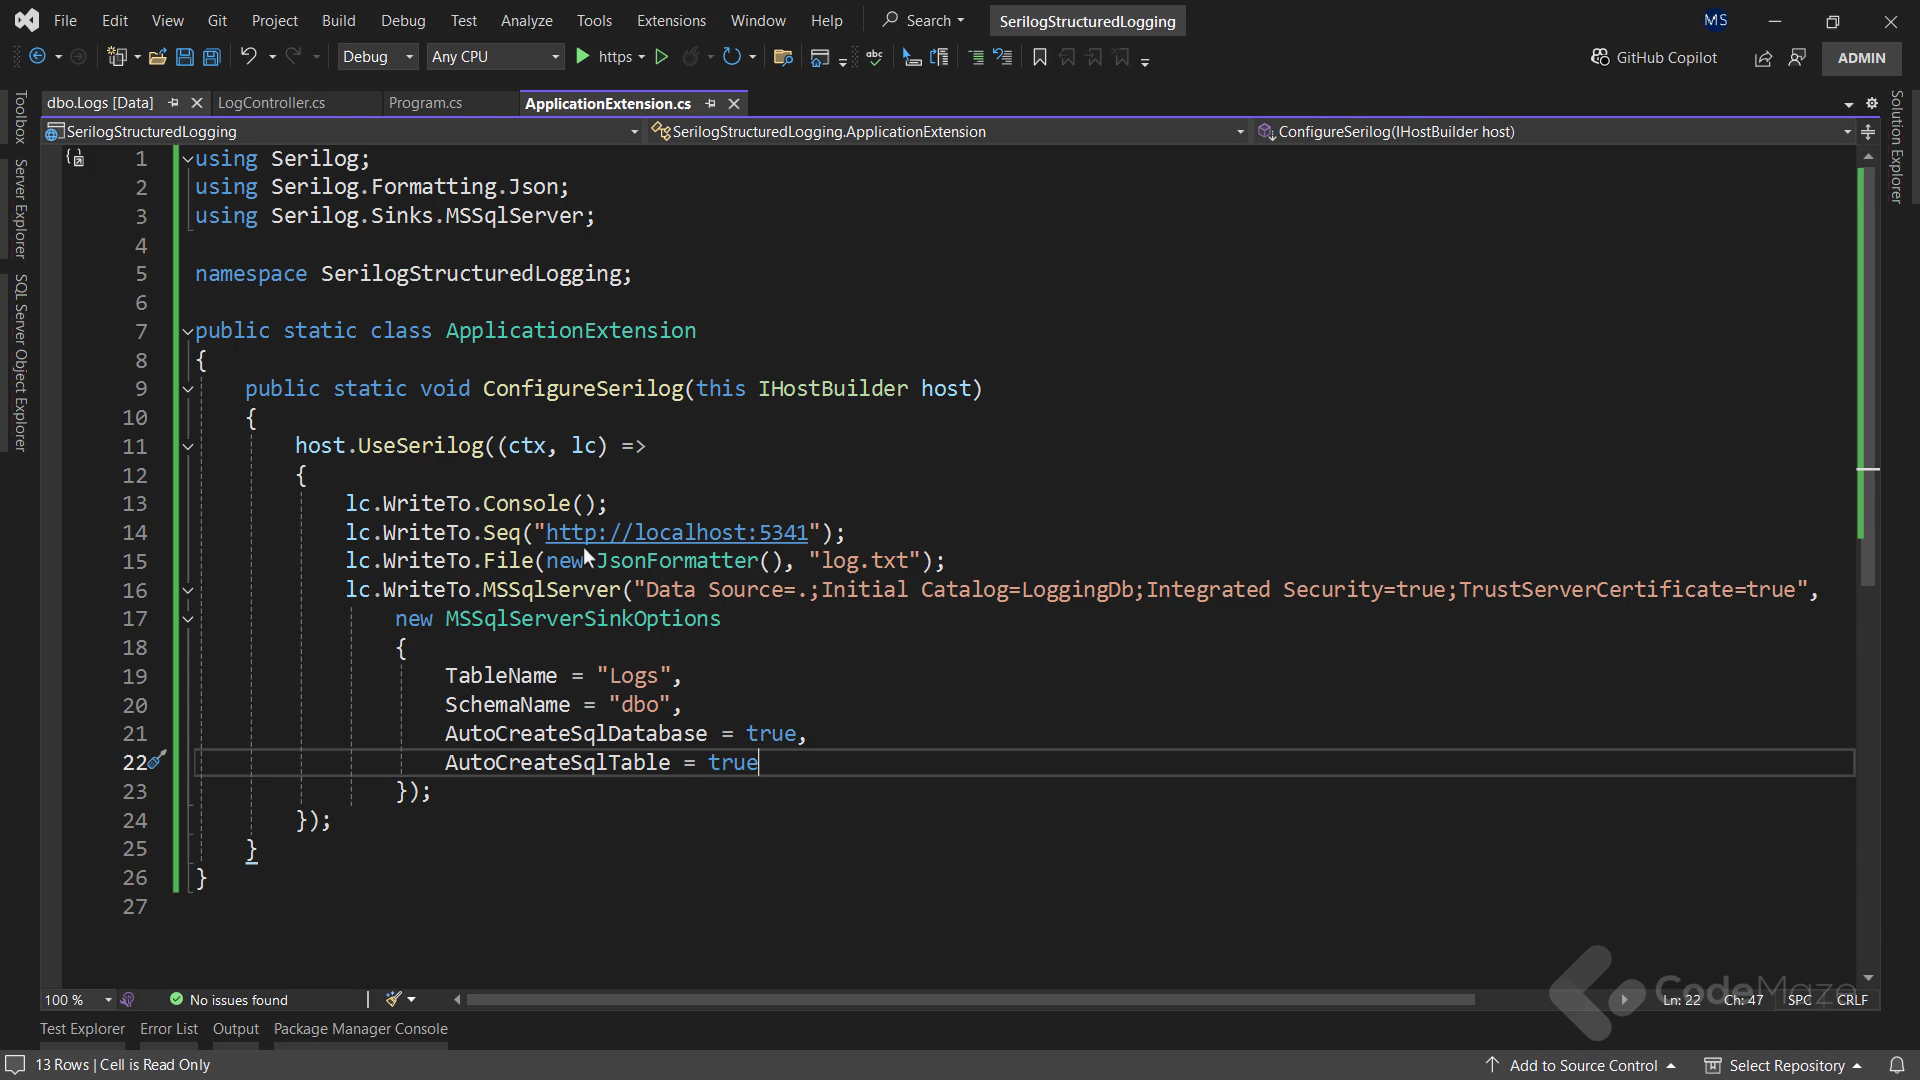 File Edit View Git Project Build Debug Test Analyze Tools Extensions Window Help Search SerilogStructuredLogging MS
Debug Any CPU https abc GitHub Copilot ADMIN
dbo.Logs [Data] LogController.cs Program.cs ApplicationExtension.cs
SerilogStructuredLogging SerilogStructuredLogging.ApplicationExtension ConfigureSerilog(IHostBuilder host)
Toolbox
Server Explorer
SQL Server Object Explorer
Solution Explorer
1 using Serilog;
2 using Serilog.Formatting.Json;
3 using Serilog.Sinks.MSSqlServer;
4
5 namespace SerilogStructuredLogging;
6
7 public static class ApplicationExtension
8 {
9 public static void ConfigureSerilog(this IHostBuilder host)
10 {
11 host.UseSerilog((ctx, lc) =>
12 {
13 lc.WriteTo.Console();
14 lc.WriteTo.Seq("http://localhost:5341");
15 lc.WriteTo.File(new JsonFormatter(), "log.txt");
16 lc.WriteTo.MSSqlServer("Data Source=.;Initial Catalog=LoggingDb;Integrated Security=true;TrustServerCertificate=true",
17 new MSSqlServerSinkOptions
18 {
19 TableName = "Logs",
20 SchemaName = "dbo",
21 AutoCreateSqlDatabase = true,
22 AutoCreateSqlTable = true
23 });
24 });
25 }
26 }
27
CodeMaze
100 % No issues found Ln: 22 Ch: 47 SPC CRLF
Test Explorer Error List Output Package Manager Console
13 Rows | Cell is Read Only Add to Source Control Select Repository